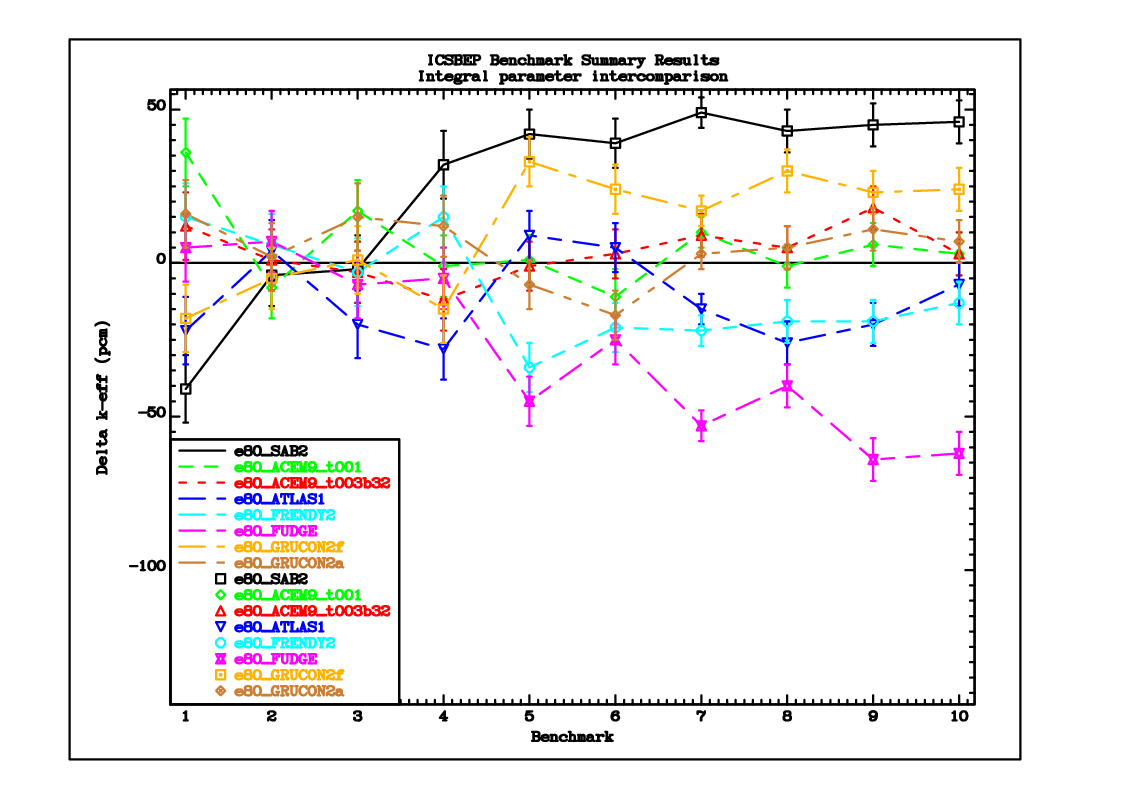 ICSBEP Benchmark Summary Results
Integral parameter intercomparison
50
0
-50
-100
Delta k-eff (pcm)
e80_SAB2
e80_ACEM9_t001
e80_ACEM9_t003b32
e80_ATLAS1
e80_FRENDY2
e80_FUDGE
e80_GRUCON2f
e80_GRUCON2a
e80_SAB2
e80_ACEM9_t001
e80_ACEM9_t003b32
e80_ATLAS1
e80_FRENDY2
e80_FUDGE
e80_GRUCON2f
e80_GRUCON2a
1 2 3 4 5 6 7 8 9 10
Benchmark